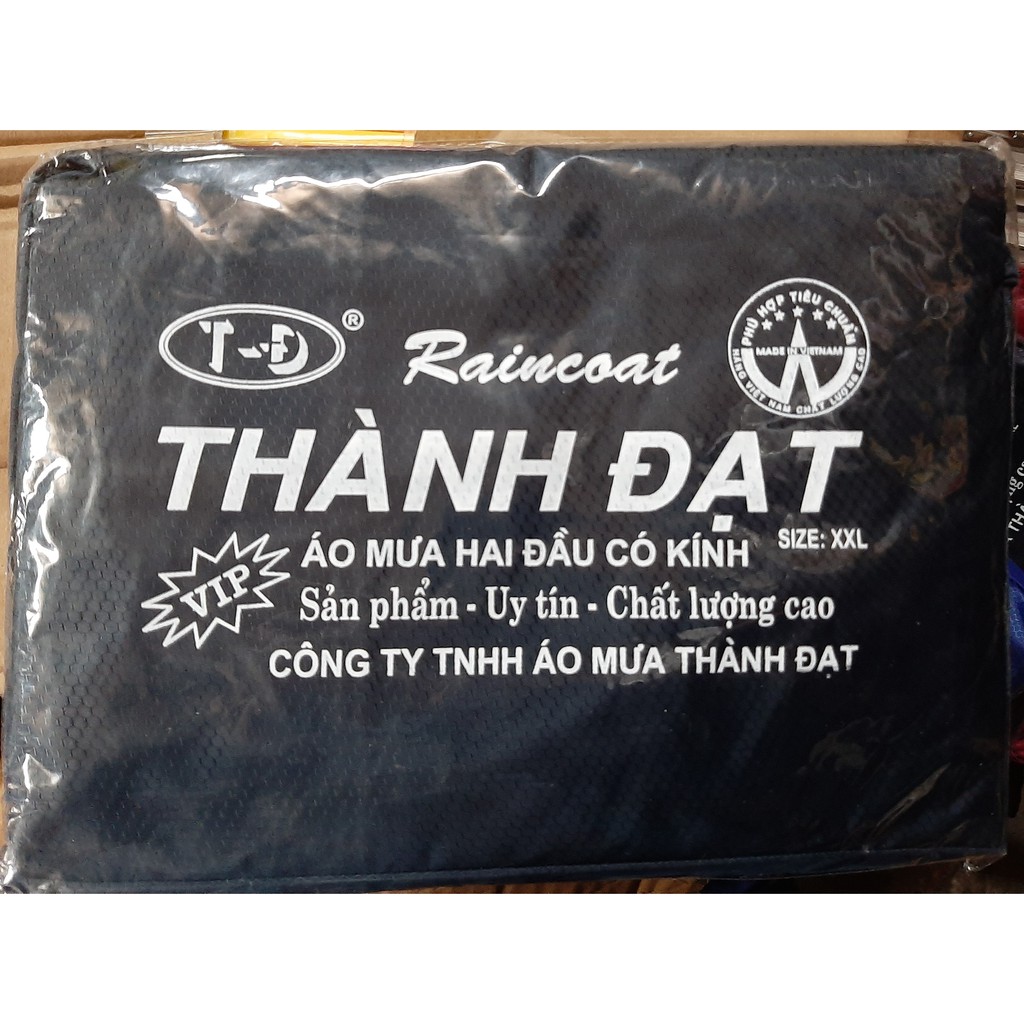 T-Đ ®
Raincoat
PHÙ HỢP TIÊU CHUẨN
MADE IN VIETNAM
HÀNG VIỆT NAM CHẤT LƯỢNG CAO
THÀNH ĐẠT
SIZE: XXL
VIP
ÁO MƯA HAI ĐẦU CÓ KÍNH
Sản phẩm - Uy tín - Chất lượng cao
CÔNG TY TNHH ÁO MƯA THÀNH ĐẠT